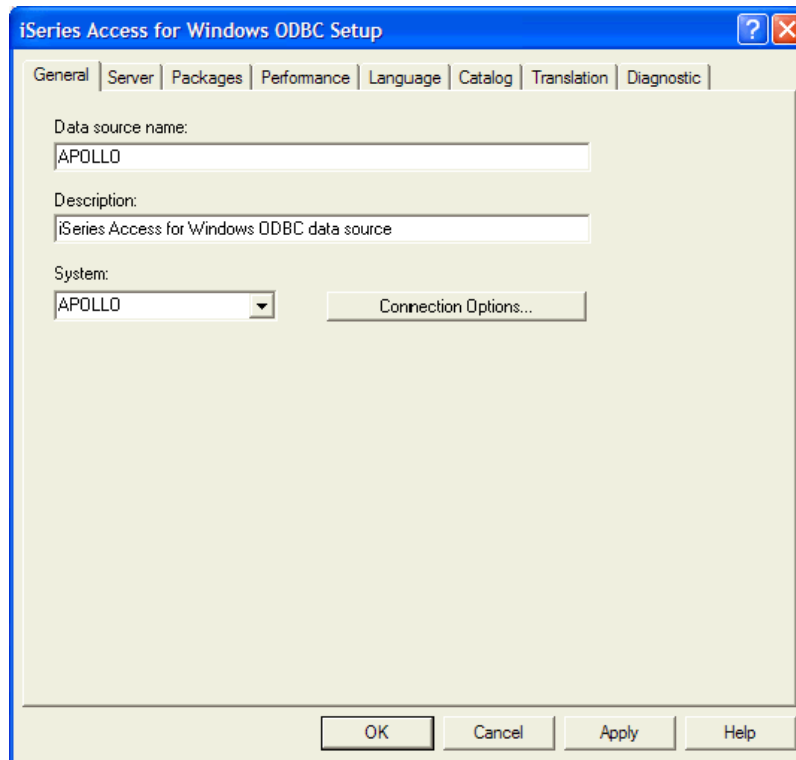 iSeries Access for Windows ODBC Setup
General Server Packages Performance Language Catalog Translation Diagnostic
Data source name:
APOLLO
Description:
iSeries Access for Windows ODBC data source
System:
APOLLO Connection Options...
OK Cancel Apply Help